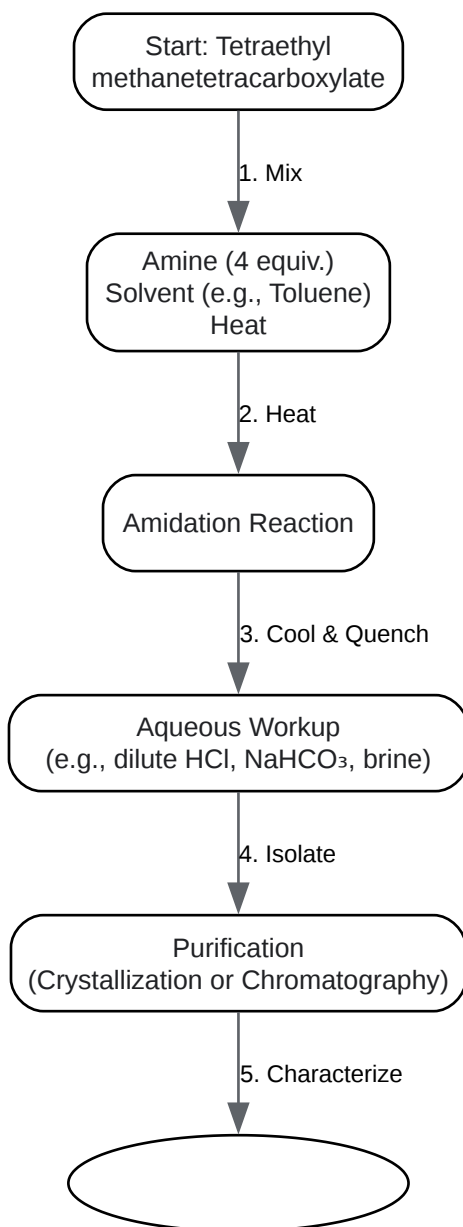 Start: Tetraethyl
methanetetracarboxylate
1. Mix
Amine (4 equiv.)
Solvent (e.g., Toluene)
Heat
2. Heat
Amidation Reaction
3. Cool & Quench
Aqueous Workup
(e.g., dilute HCl, NaHCO₃, brine)
4. Isolate
Purification
(Crystallization or Chromatography)
5. Characterize